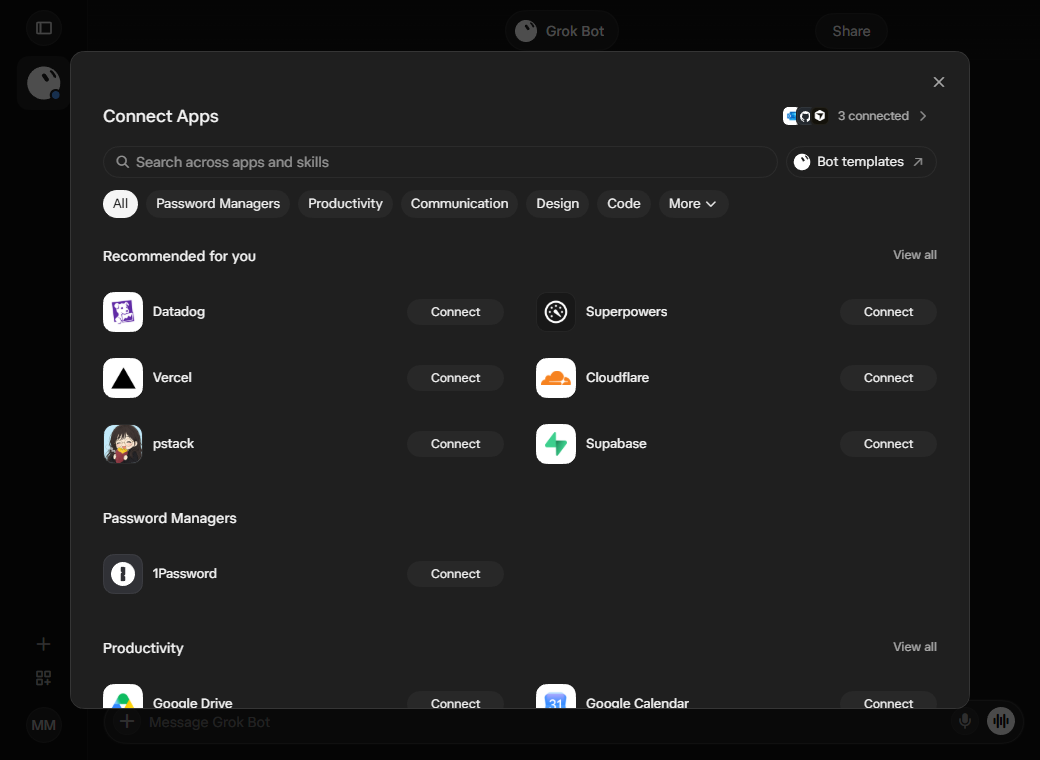 Grok Bot
Share
Connect Apps
3 connected
Search across apps and skills
Bot templates
All
Password Managers
Productivity
Communication
Design
Code
More
Recommended for you
View all
Datadog
Connect
Superpowers
Connect
Vercel
Connect
Cloudflare
Connect
pstack
Connect
Supabase
Connect
Password Managers
1Password
Connect
Productivity
View all
Google Drive
Connect
31
Google Calendar
Connect
MM
Message Grok Bot